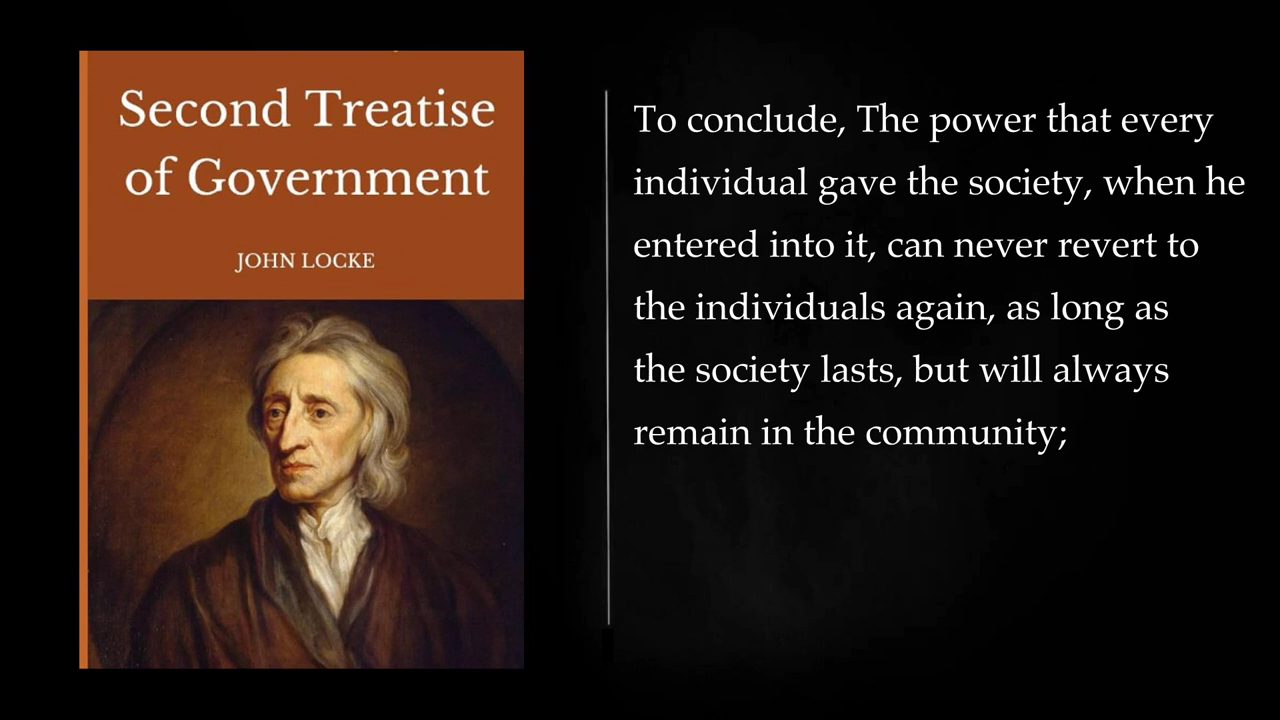 Second Treatise
of Government
JOHN LOCKE
To conclude, The power that every
individual gave the society, when he
entered into it, can never revert to
the individuals again, as long as
the society lasts, but will always
remain in the community;